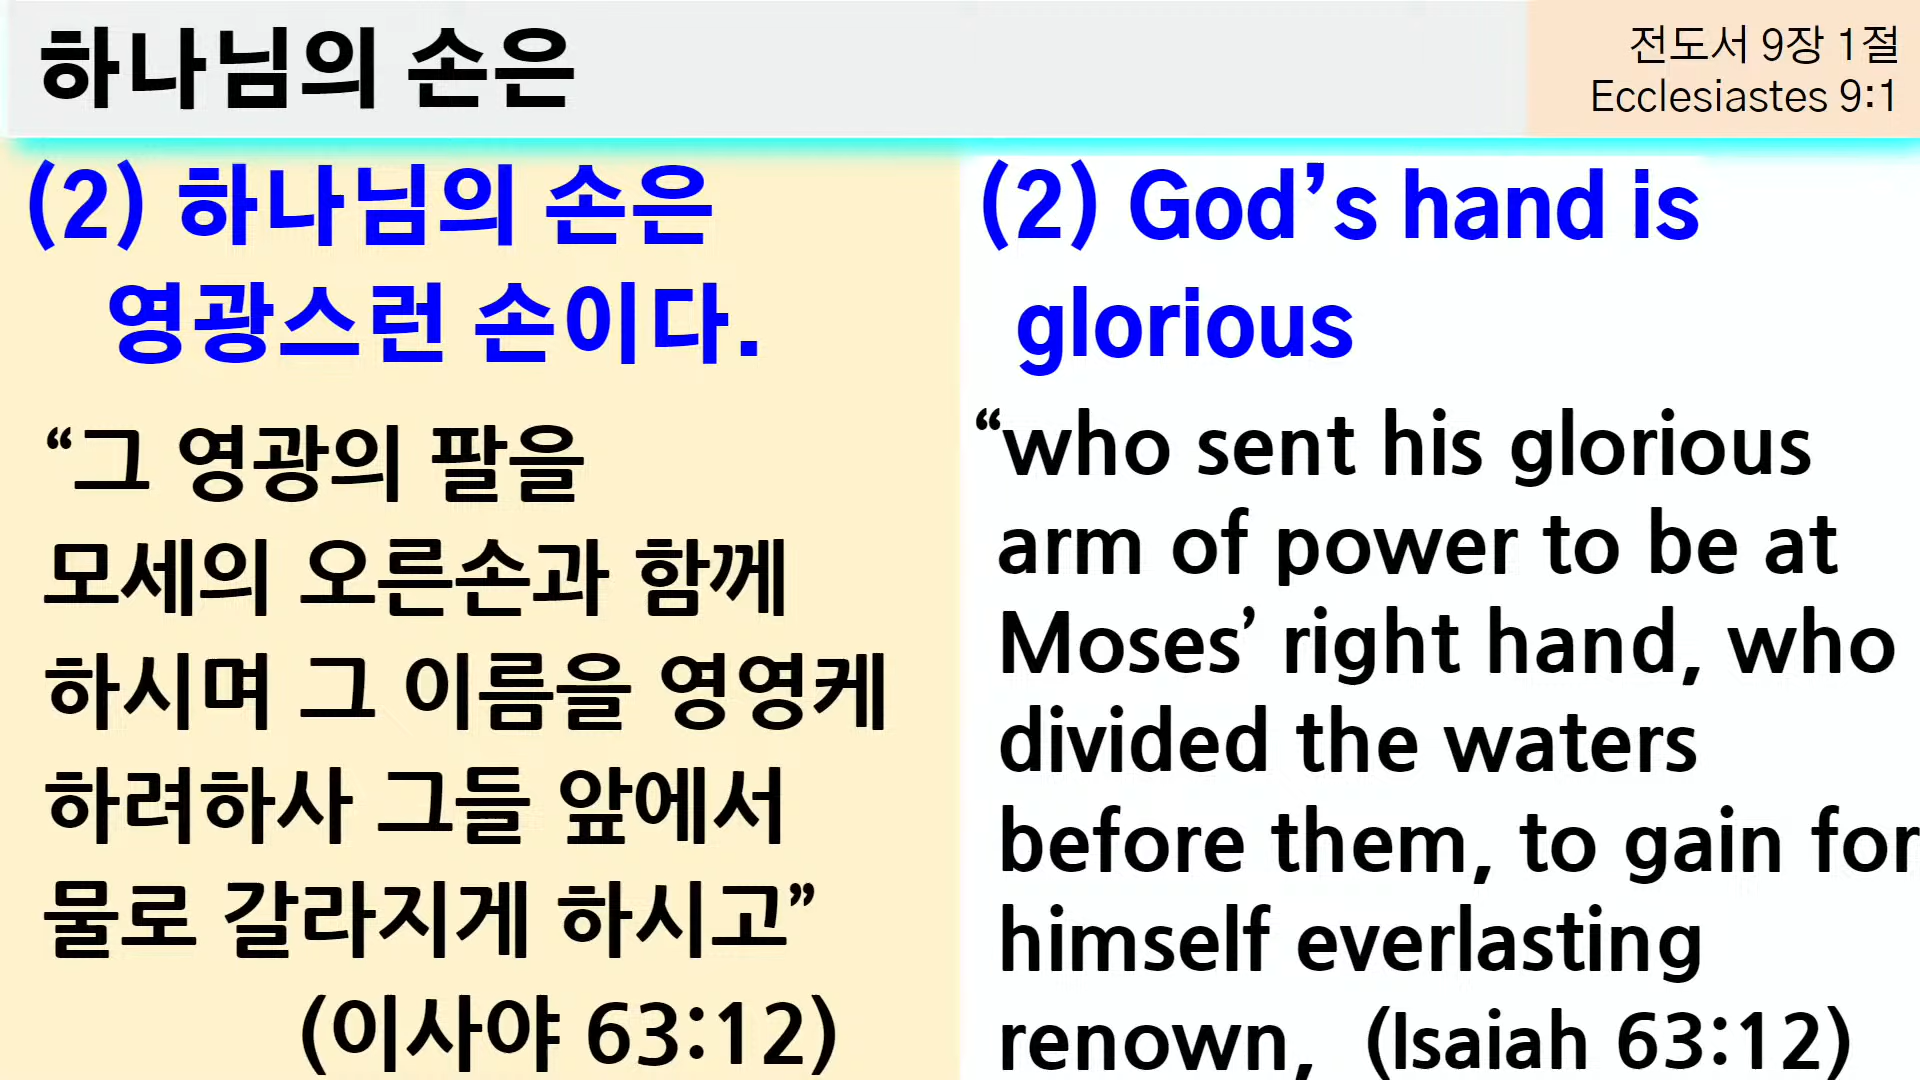 하나님의 손은
전도서 9장 1절
Ecclesiastes 9:1
(2) 하나님의 손은
영광스런 손이다.
“그 영광의 팔을
모세의 오른손과 함께
하시며 그 이름을 영영케
하려하사 그들 앞에서
물로 갈라지게 하시고”
(이사야 63:12)
(2) God’s hand is
glorious
“who sent his glorious
arm of power to be at
Moses’ right hand, who
divided the waters
before them, to gain for
himself everlasting
renown, (Isaiah 63:12)